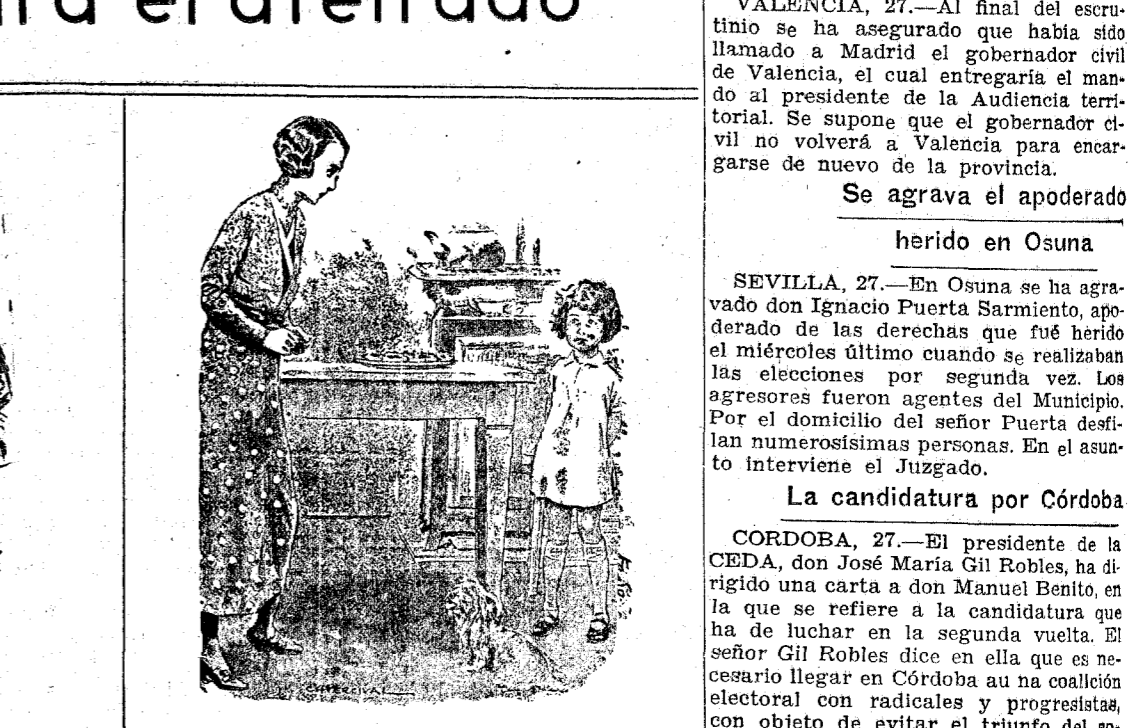 VALENCIA, 27.—Al final del escru-
tinio se ha asegurado que había sido
llamado a Madrid el gobernador civil
de Valencia, el cual entregaría el man-
do al presidente de la Audiencia terri-
torial. Se supone que el gobernador ci-
vil no volverá a Valencia para encar-
garse de nuevo de la provincia.
Se agrava el apoderado
herido en Osuna
SEVILLA, 27.—En Osuna se ha agra-
vado don Ignacio Puerta Sarmiento, apo-
derado de las derechas que fué herido
el miércoles último cuando se realizaban
las elecciones por segunda vez. Los
agresores fueron agentes del Municipio.
Por el domicilio del señor Puerta desfi-
lan numerosísimas personas. En el asun-
to interviene el Juzgado.
La candidatura por Córdoba
CORDOBA, 27.—El presidente de la
CEDA, don José María Gil Robles, ha di-
rigido una carta a don Manuel Benito, en
la que se refiere a la candidatura que
ha de luchar en la segunda vuelta. El
señor Gil Robles dice en ella que es ne-
cesario llegar en Córdoba au na coalición
electoral con radicales y progresistas,
con objeto de evitar el triunfo del